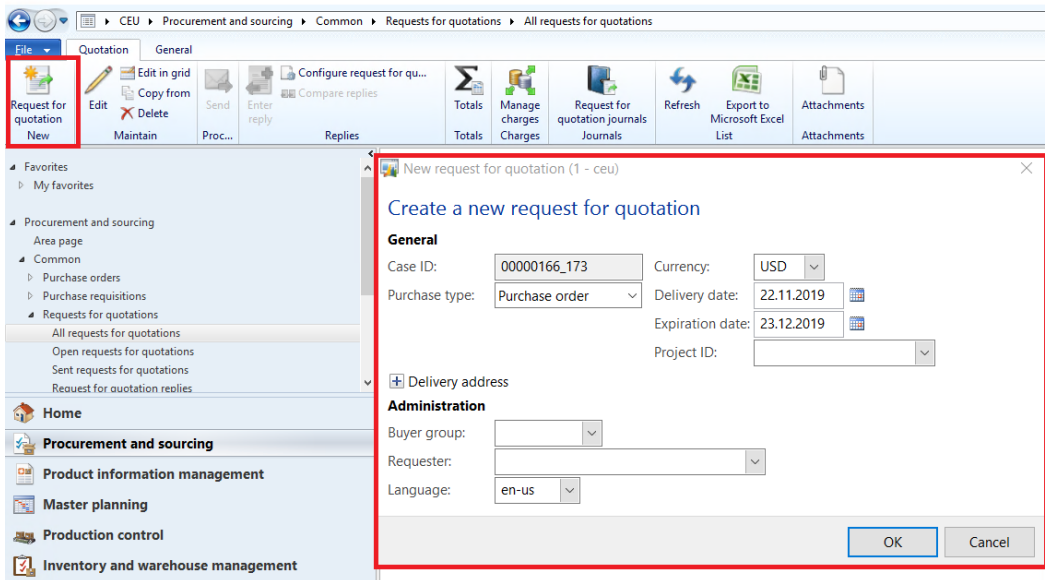 CEU ▸ Procurement and sourcing ▸ Common ▸ Requests for quotations ▸ All requests for quotations
File Quotation General
Request for quotation
New
Edit
Edit in grid
Copy from
Delete
Maintain
Send
Proc...
Enter reply
Configure request for qu...
Compare replies
Replies
Totals
Totals
Manage charges
Charges
Request for quotation journals
Journals
Refresh
Export to Microsoft Excel
List
Attachments
Attachments
Favorites
My favorites
Procurement and sourcing
Area page
Common
Purchase orders
Purchase requisitions
Requests for quotations
All requests for quotations
Open requests for quotations
Sent requests for quotations
Request for quotation replies
Home
Procurement and sourcing
Product information management
Master planning
Production control
Inventory and warehouse management
New request for quotation (1 - ceu)
Create a new request for quotation
General
Case ID: 00000166_173 Currency: USD
Purchase type: Purchase order Delivery date: 22.11.2019
Expiration date: 23.12.2019
Project ID:
Delivery address
Administration
Buyer group:
Requester:
Language: en-us
OK Cancel